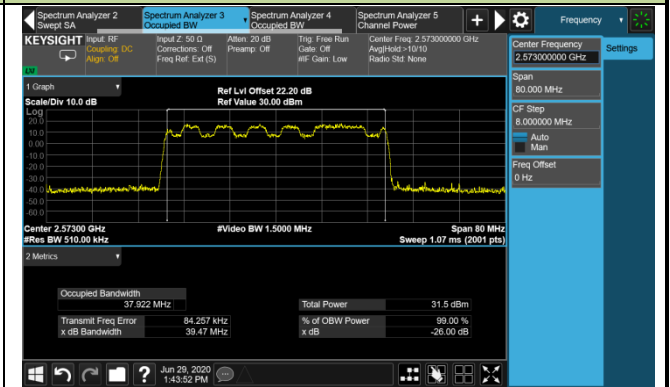 Spectrum Analyzer 2
Swept SA
Spectrum Analyzer 3
Occupied BW
Spectrum Analyzer 4
Occupied BW
Spectrum Analyzer 5
Channel Power
Frequency
KEYSIGHT
Input: RF
Coupling: DC
Align: Off
Input Z: 50 Ω
Corrections: Off
Freq Ref: Ext (S)
Atten: 20 dB
Preamp: Off
Trig: Free Run
Gate: Off
#IF Gain: Low
Center Freq: 2.573000000 GHz
Avg|Hold:>10/10
Radio Std: None
LV
Center Frequency
2.573000000 GHz
Settings
Span
80.000 MHz
CF Step
8.000000 MHz
Auto
Man
Freq Offset
0 Hz
1 Graph
Scale/Div 10.0 dB
Ref Lvl Offset 22.20 dB
Ref Value 30.00 dBm
Log
20.0
10.0
0.00
-10.0
-20.0
-30.0
-40.0
-50.0
-60.0
Center 2.57300 GHz
#Res BW 510.00 kHz
#Video BW 1.5000 MHz
Span 80 MHz
Sweep 1.07 ms (2001 pts)
2 Metrics
Occupied Bandwidth
37.922 MHz
Total Power 31.5 dBm
Transmit Freq Error 84.257 kHz
% of OBW Power 99.00 %
x dB Bandwidth 39.47 MHz
x dB -26.00 dB
?
Jun 29, 2020
1:43:52 PM